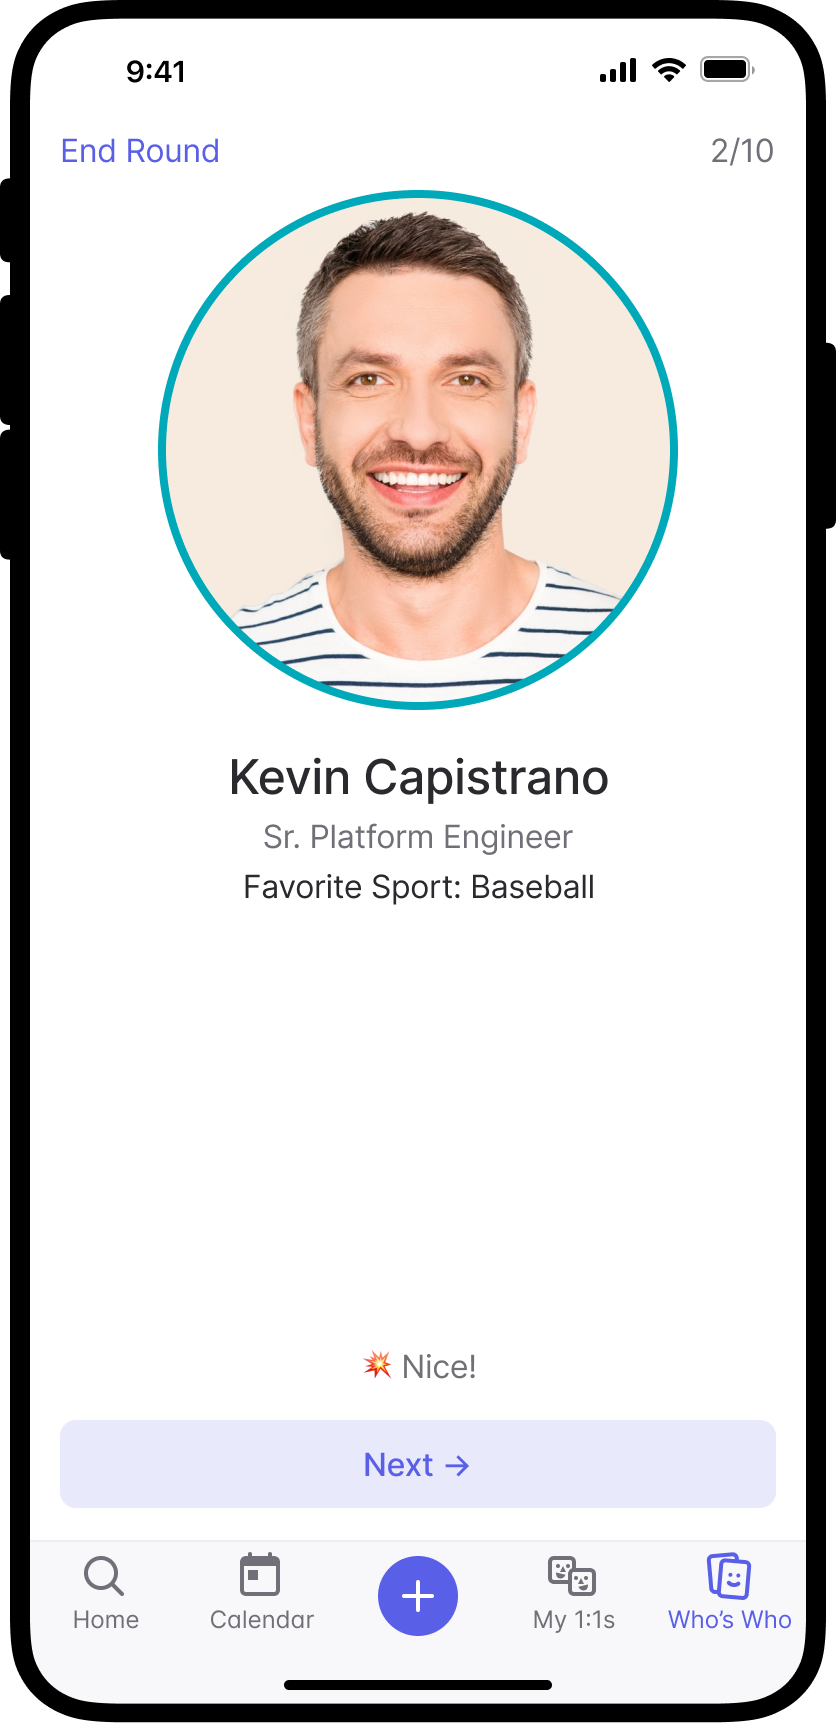 9:41
End Round
2/10
Kevin Capistrano
Sr. Platform Engineer
Favorite Sport: Baseball
💥 Nice!
Next →
Home
Calendar
My 1:1s
Who’s Who